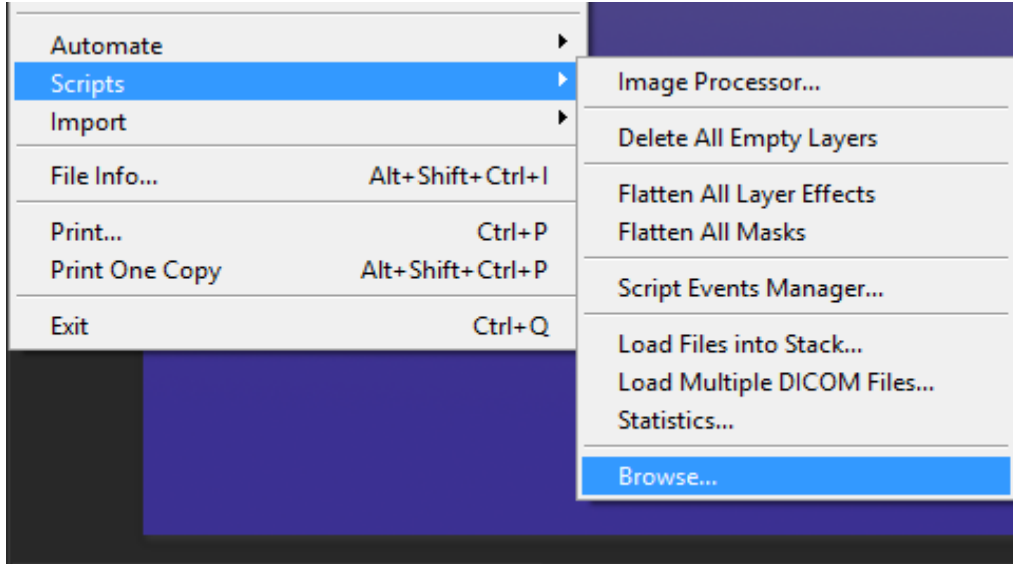 Automate
Scripts
Import
File Info... Alt+Shift+Ctrl+I
Print... Ctrl+P
Print One Copy Alt+Shift+Ctrl+P
Exit Ctrl+Q
Image Processor...
Delete All Empty Layers
Flatten All Layer Effects
Flatten All Masks
Script Events Manager...
Load Files into Stack...
Load Multiple DICOM Files...
Statistics...
Browse...